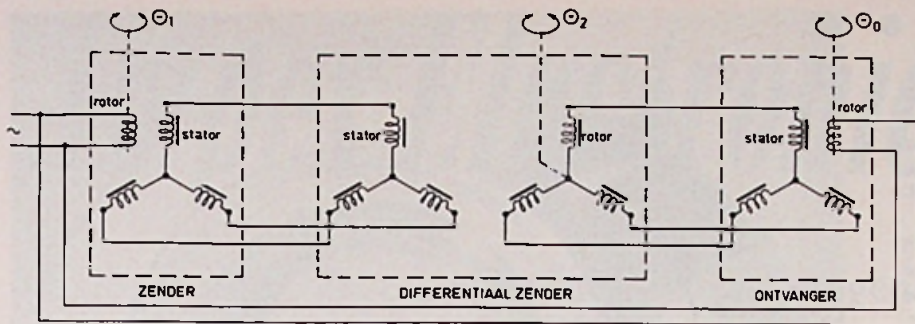 Θ1
Θ2
Θ0
rotor
stator
stator
rotor
stator
rotor
~
ZENDER
DIFFERENTIAAL ZENDER
ONTVANGER